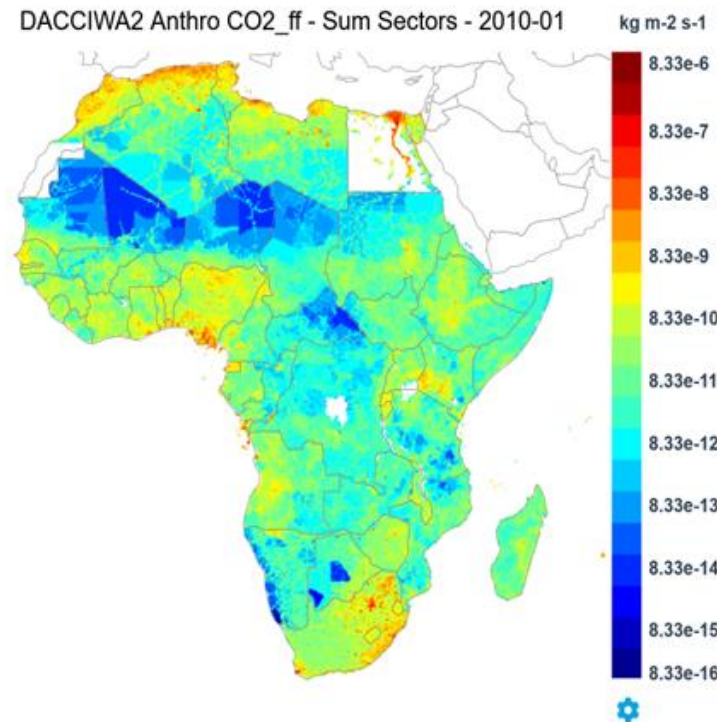 DACCIWA2 Anthro CO2_ff - Sum Sectors - 2010-01
kg m-2 s-1
8.33e-6
8.33e-7
8.33e-8
8.33e-9
8.33e-10
8.33e-11
8.33e-12
8.33e-13
8.33e-14
8.33e-15
8.33e-16